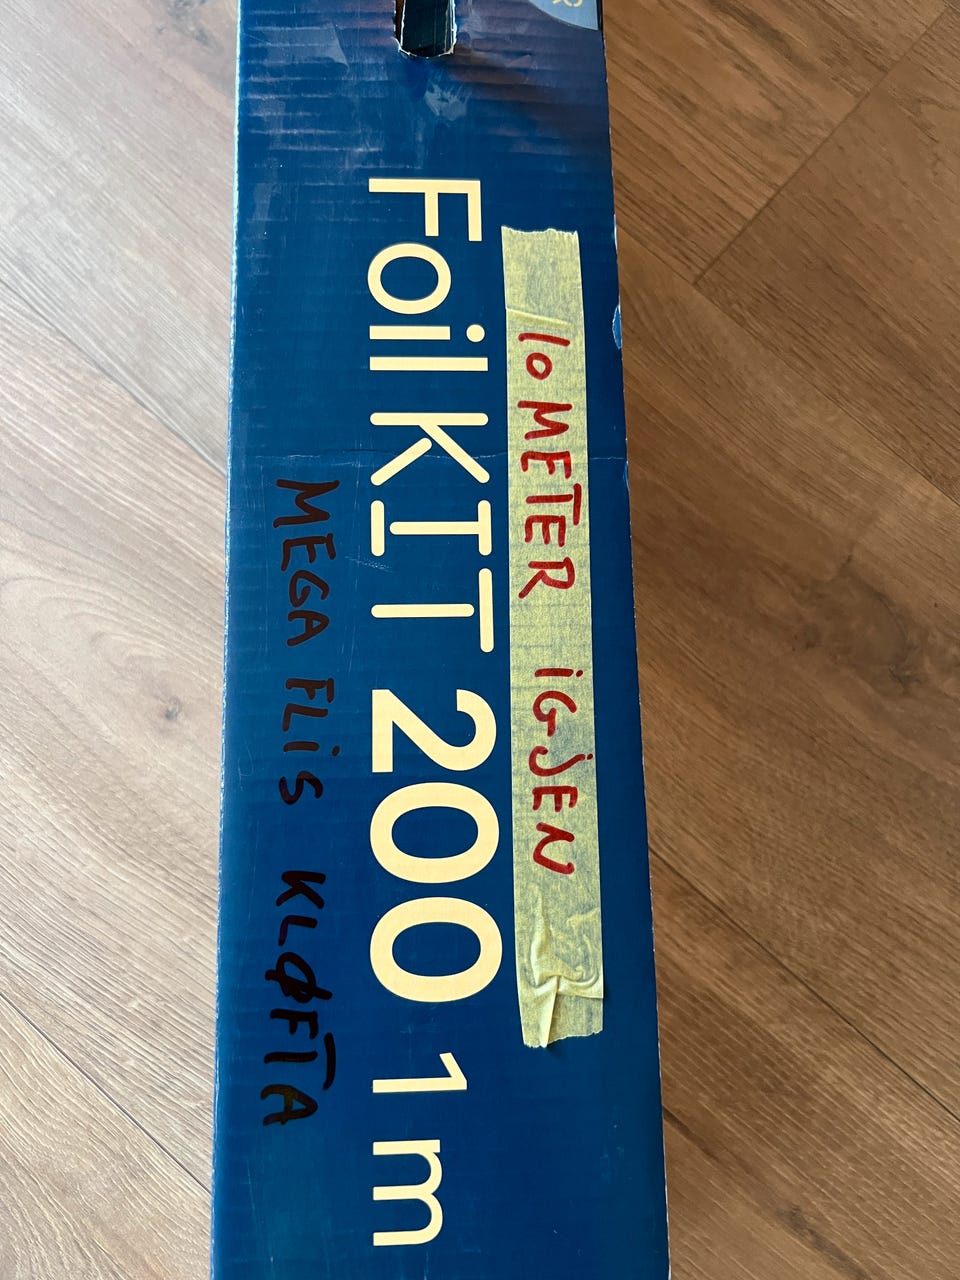 10 METER IGJEN
Foil KIT 200 1 m
MEGA FLIS KLØFTA